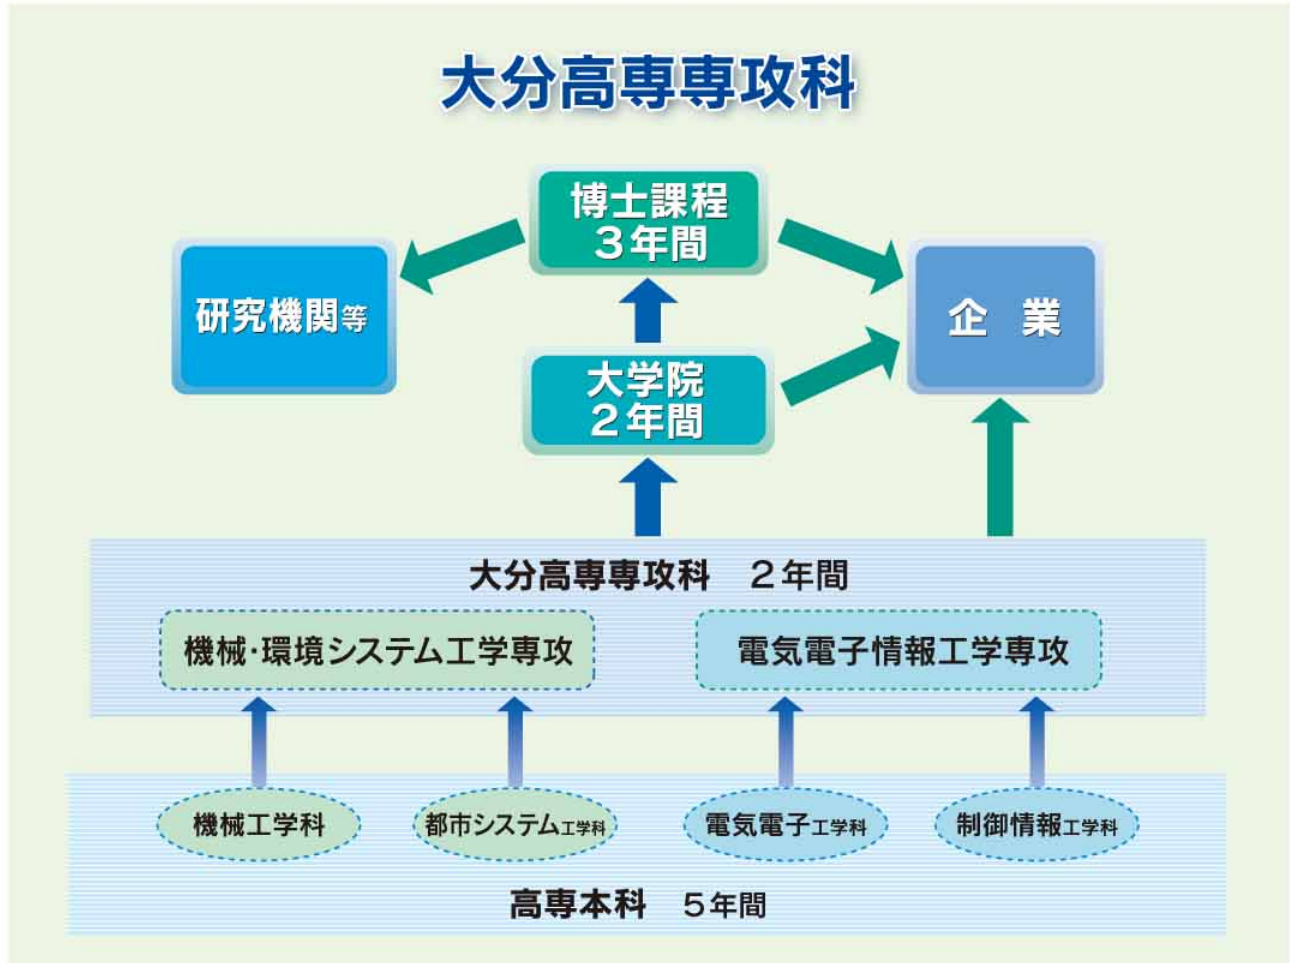 大分高専専攻科
博士課程
3年間
研究機関等
企　業
大学院
2年間
大分高専専攻科　2年間
機械・環境システム工学専攻
電気電子情報工学専攻
機械工学科
都市システム工学科
電気電子工学科
制御情報工学科
高専本科　5年間